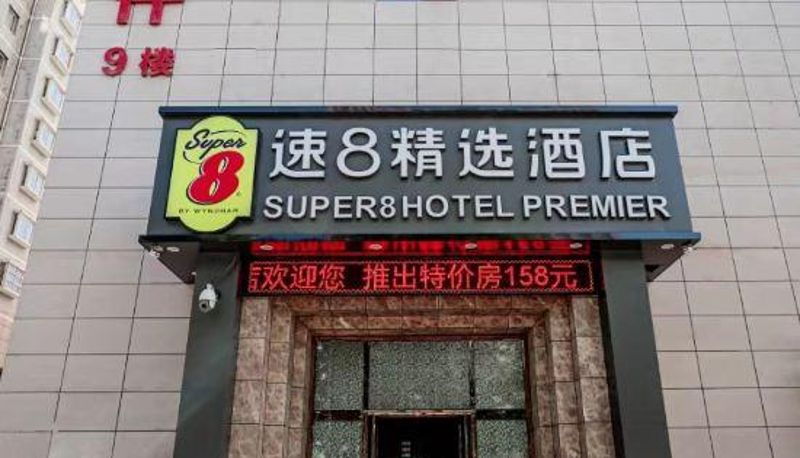 9楼
Super
8
BY WYNDHAM
速8精选酒店
SUPER8HOTEL PREMIER
欢迎您 推出特价房158元